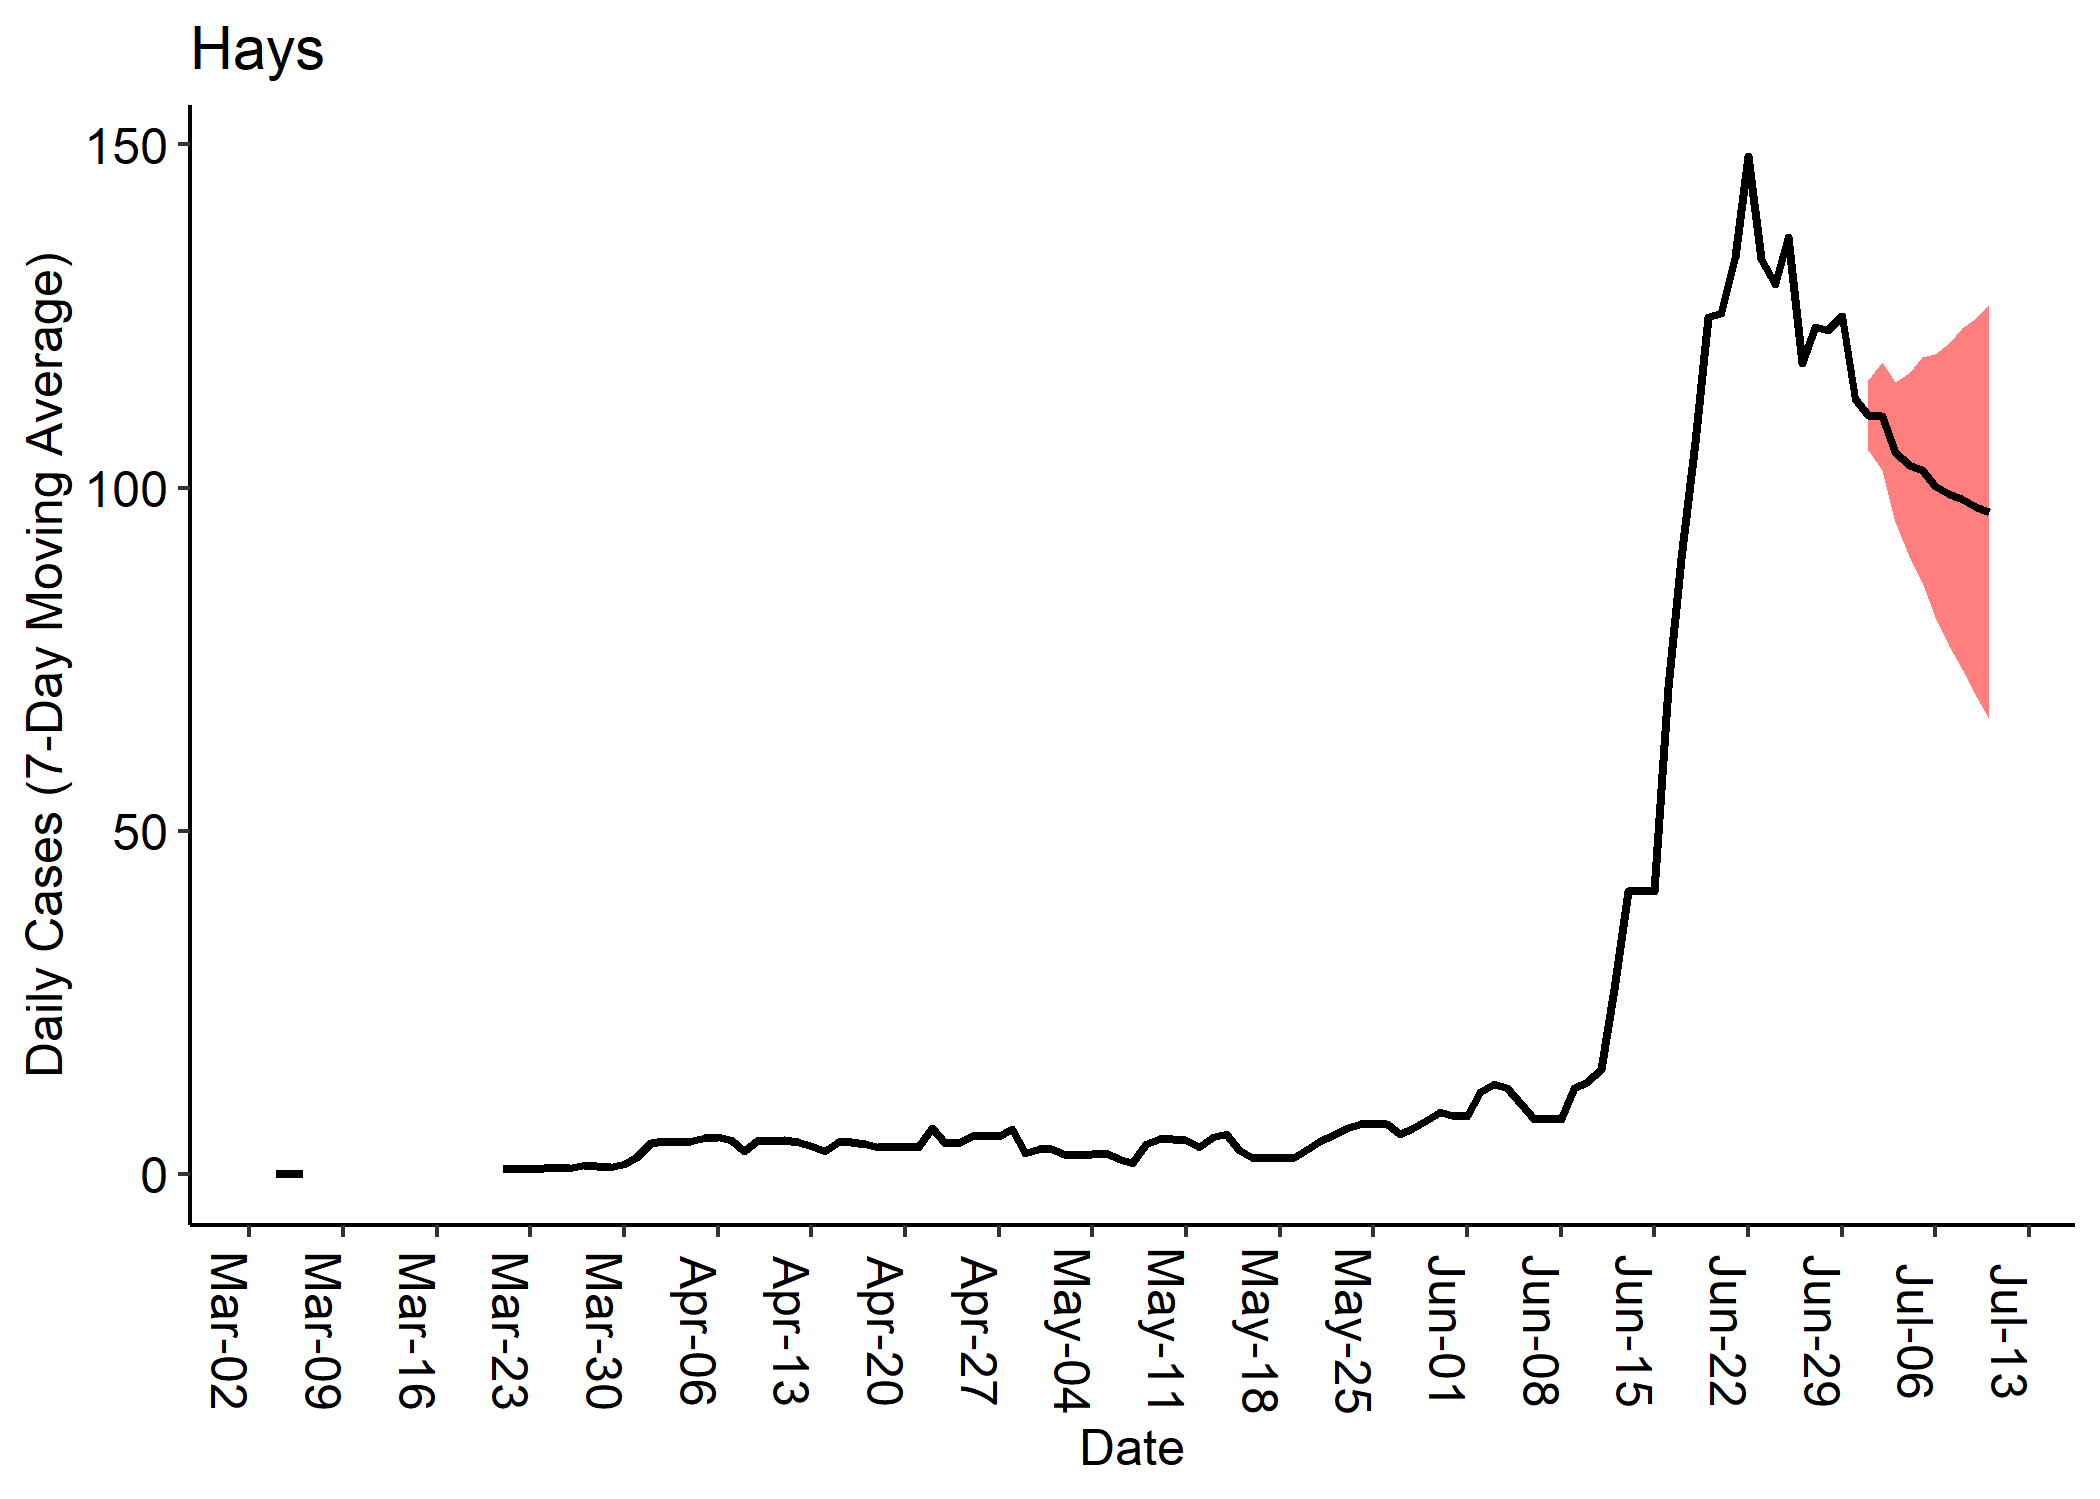 Hays
Daily Cases (7-Day Moving Average)
150
100
50
0
Mar-02
Mar-09
Mar-16
Mar-23
Mar-30
Apr-06
Apr-13
Apr-20
Apr-27
May-04
May-11
May-18
May-25
Jun-01
Jun-08
Jun-15
Jun-22
Jun-29
Jul-06
Jul-13
Date